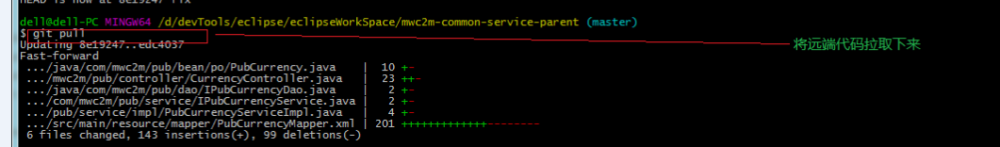 HEAD is now at 8e19247 fix
dell@dell-PC MINGW64 /d/devTools/eclipse/eclipseWorkSpace/mwc2m-common-service-parent (master)
$ git pull
将远端代码拉取下来
Updating 8e19247..edc4037
Fast-forward
.../java/com/mwc2m/pub/bean/po/PubCurrency.java | 10 +-
.../mwc2m/pub/controller/CurrencyController.java | 23 ++-
.../java/com/mwc2m/pub/dao/IPubCurrencyDao.java | 2 +-
.../com/mwc2m/pub/service/IPubCurrencyService.java | 2 +-
.../pub/service/impl/PubCurrencyServiceImpl.java | 4 +-
.../src/main/resource/mapper/PubCurrencyMapper.xml | 201 +++++++++++++--------
6 files changed, 143 insertions(+), 99 deletions(-)